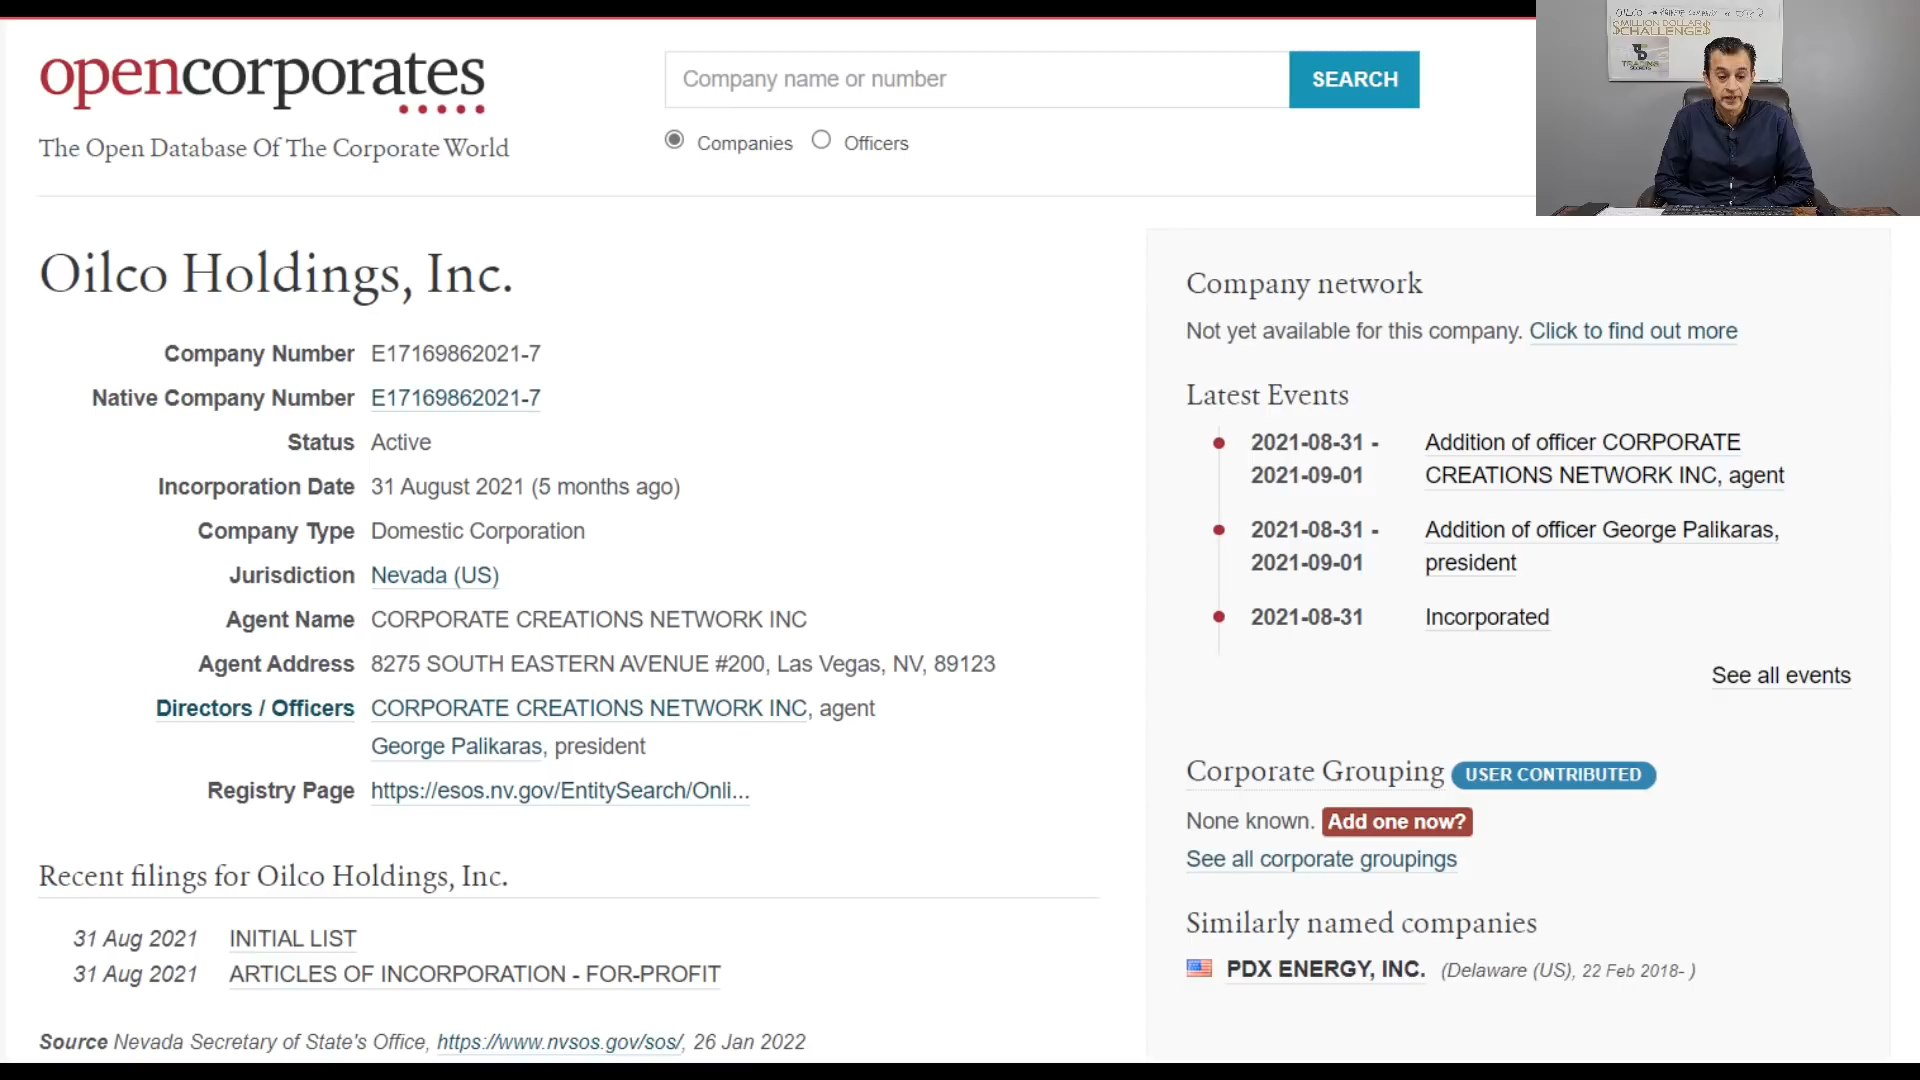 opencorporates
The Open Database Of The Corporate World
Company name or number
SEARCH
Companies
Officers
MILLION DOLLAR
CHALLENGE
TRADING
SECRETS
Oilco Holdings, Inc.
Company Number E17169862021-7
Native Company Number E17169862021-7
Status Active
Incorporation Date 31 August 2021 (5 months ago)
Company Type Domestic Corporation
Jurisdiction Nevada (US)
Agent Name CORPORATE CREATIONS NETWORK INC
Agent Address 8275 SOUTH EASTERN AVENUE #200, Las Vegas, NV, 89123
Directors / Officers CORPORATE CREATIONS NETWORK INC, agent
George Palikaras, president
Registry Page https://esos.nv.gov/EntitySearch/Onli...
Recent filings for Oilco Holdings, Inc.
31 Aug 2021 INITIAL LIST
31 Aug 2021 ARTICLES OF INCORPORATION - FOR-PROFIT
Source Nevada Secretary of State's Office, https://www.nvsos.gov/sos/, 26 Jan 2022
Company network
Not yet available for this company. Click to find out more
Latest Events
2021-08-31 - Addition of officer CORPORATE
2021-09-01 CREATIONS NETWORK INC, agent
2021-08-31 - Addition of officer George Palikaras,
2021-09-01 president
2021-08-31 Incorporated
See all events
Corporate Grouping USER CONTRIBUTED
None known. Add one now?
See all corporate groupings
Similarly named companies
PDX ENERGY, INC. (Delaware (US), 22 Feb 2018- )